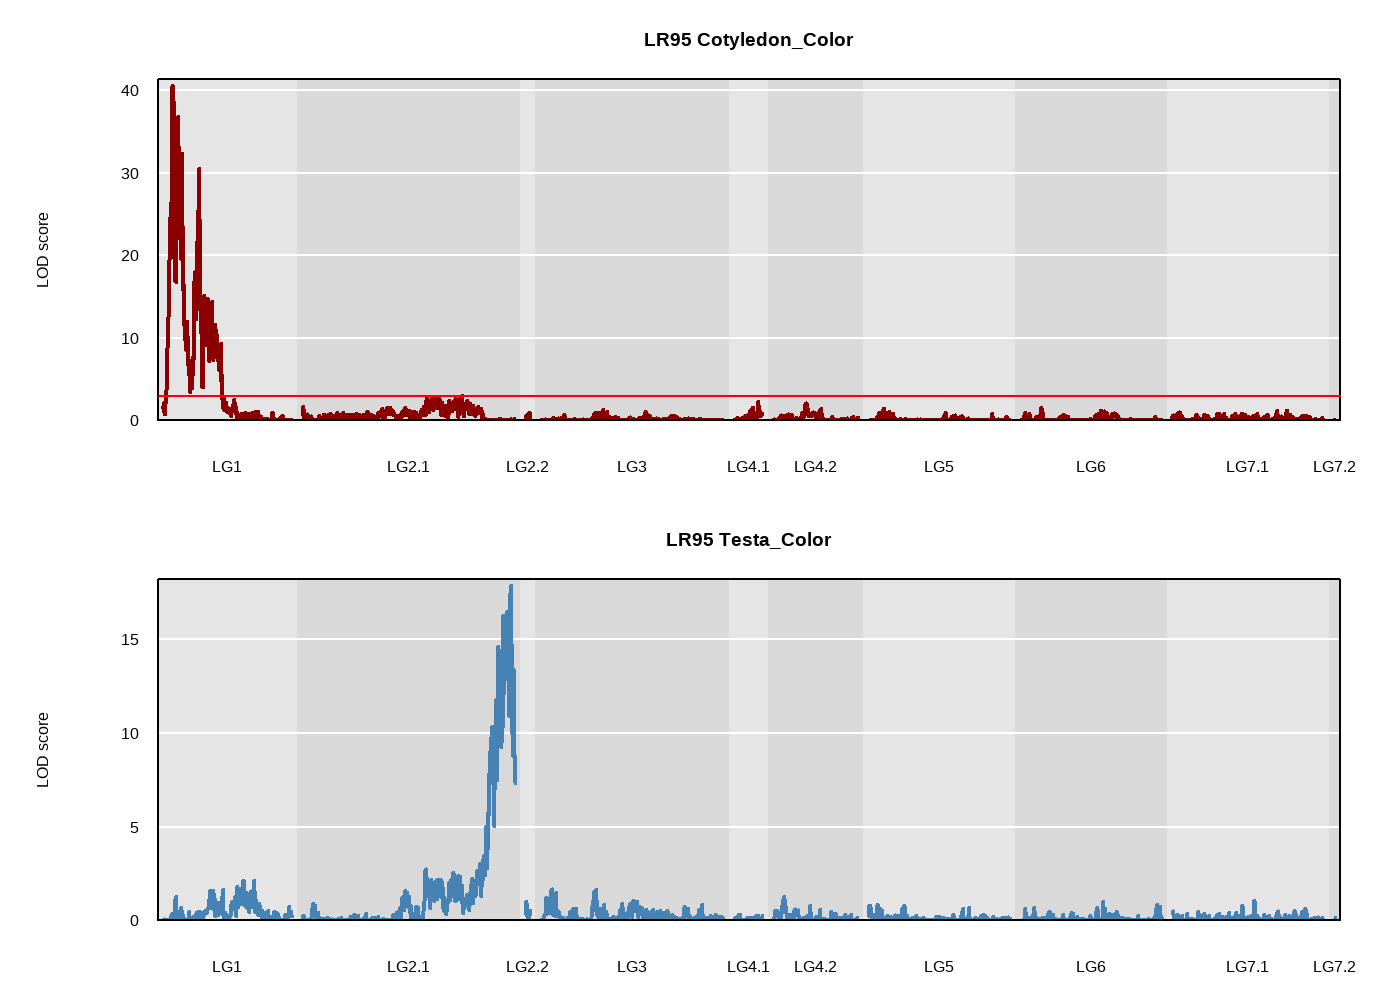 LR95 Cotyledon_Color
40
30
20
10
0
LOD score
LG1 LG2.1 LG2.2 LG3 LG4.1 LG4.2 LG5 LG6 LG7.1 LG7.2
LR95 Testa_Color
15
10
5
0
LOD score
LG1 LG2.1 LG2.2 LG3 LG4.1 LG4.2 LG5 LG6 LG7.1 LG7.2